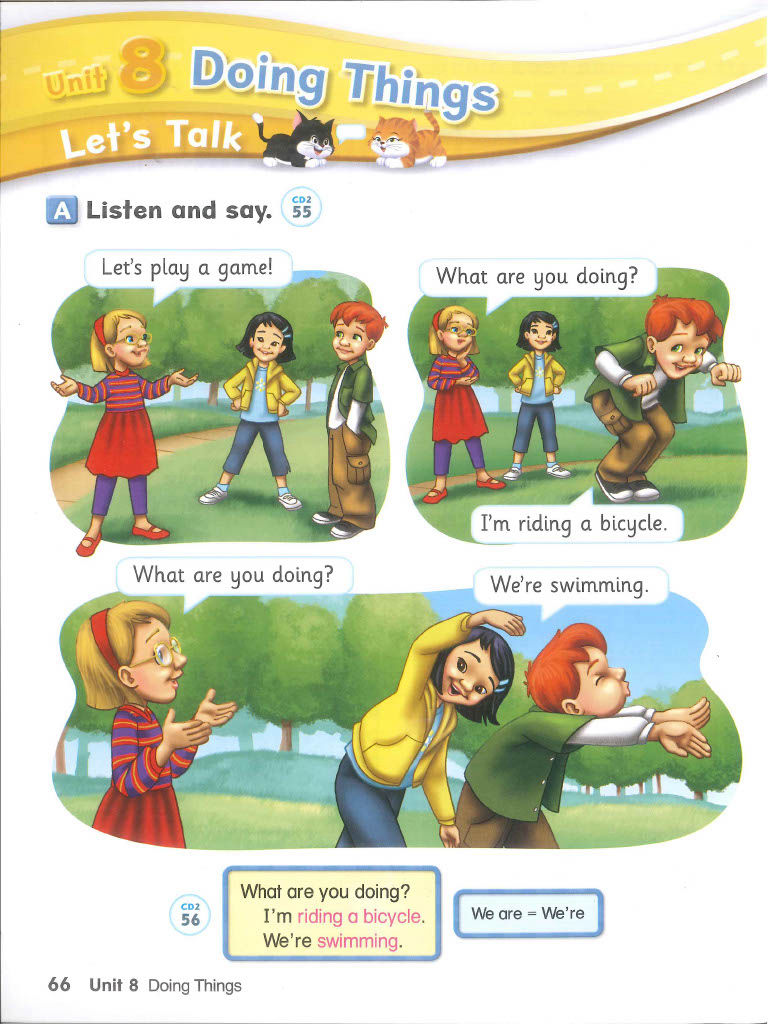 Unit 8 Doing Things
Let's Talk
A Listen and say. CD2 55
Let's play a game!
What are you doing?
I'm riding a bicycle.
What are you doing?
We're swimming.
CD2 56
What are you doing?
I'm riding a bicycle.
We're swimming.
We are = We're
66 Unit 8 Doing Things